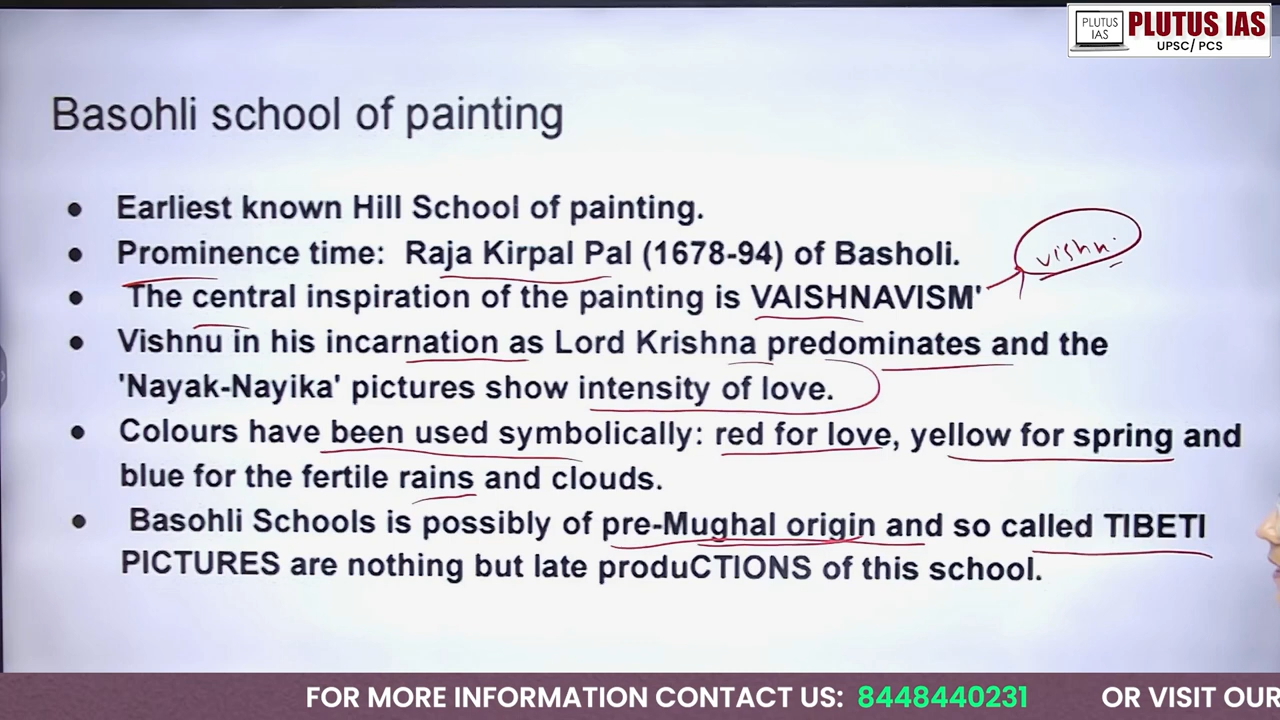 PLUTUS IAS
PLUTUS IAS
UPSC/ PCS
Basohli school of painting
• Earliest known Hill School of painting.
• Prominence time: Raja Kirpal Pal (1678-94) of Basholi.
vishn.
• The central inspiration of the painting is VAISHNAVISM'
• Vishnu in his incarnation as Lord Krishna predominates and the
'Nayak-Nayika' pictures show intensity of love.
• Colours have been used symbolically: red for love, yellow for spring and
blue for the fertile rains and clouds.
• Basohli Schools is possibly of pre-Mughal origin and so called TIBETI
PICTURES are nothing but late produCTIONS of this school.
FOR MORE INFORMATION CONTACT US: 8448440231 OR VISIT OUR